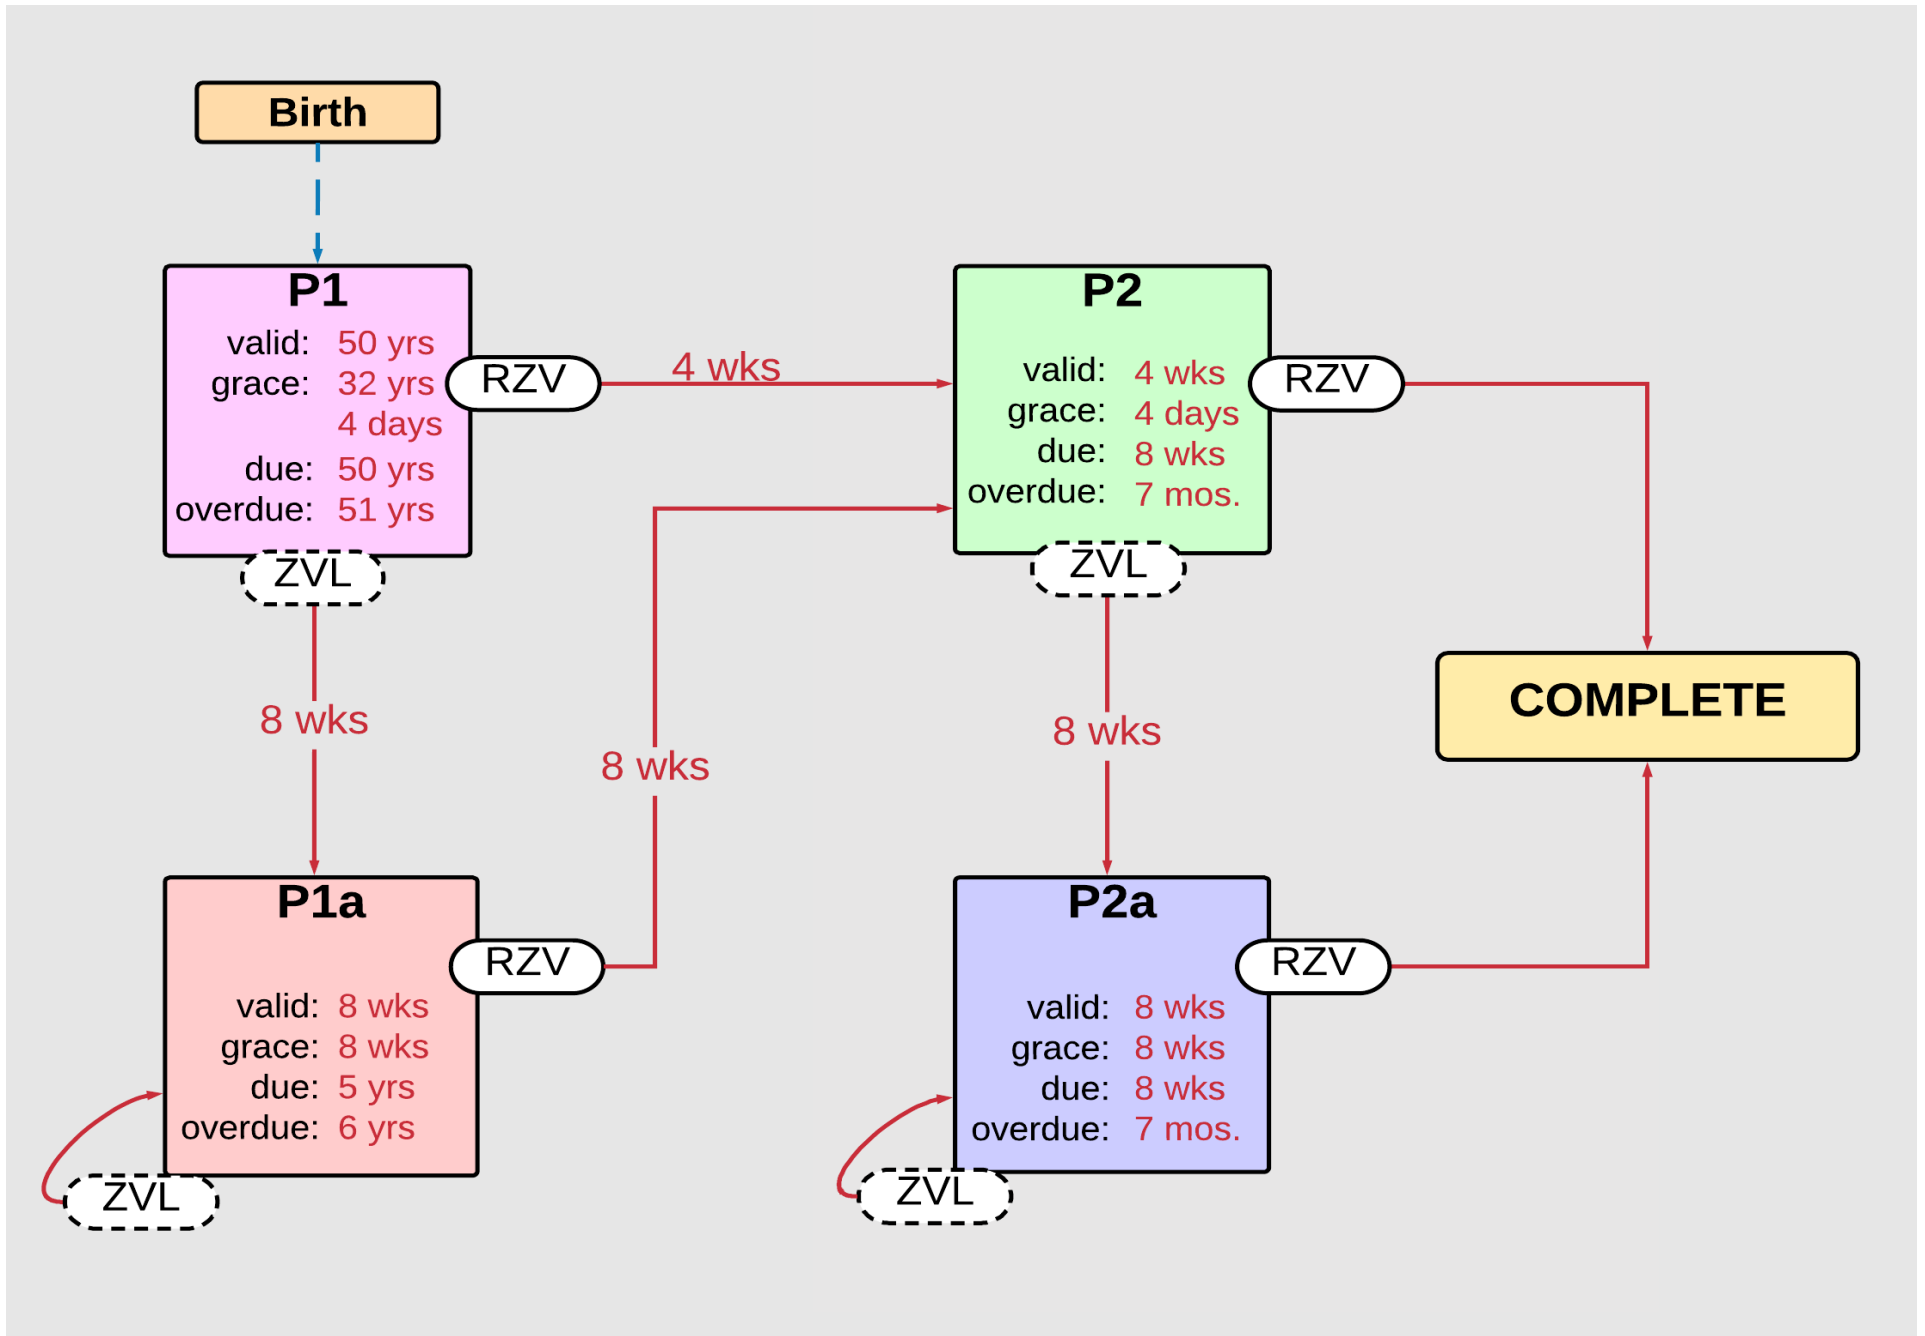 Birth
P1
valid: 50 yrs
grace: 32 yrs
4 days
due: 50 yrs
overdue: 51 yrs
RZV
ZVL
4 wks
P2
valid: 4 wks
grace: 4 days
due: 8 wks
overdue: 7 mos.
RZV
ZVL
8 wks
8 wks
8 wks
COMPLETE
P1a
RZV
valid: 8 wks
grace: 8 wks
due: 5 yrs
overdue: 6 yrs
ZVL
P2a
RZV
valid: 8 wks
grace: 8 wks
due: 8 wks
overdue: 7 mos.
ZVL